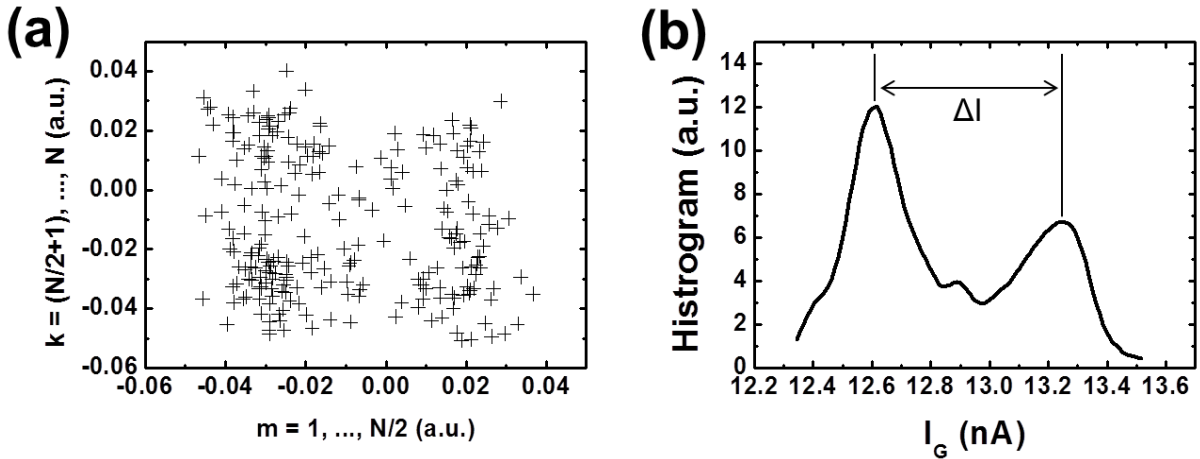 (a)
0.04
0.02
0.00
-0.02
-0.04
-0.06
-0.06 -0.04 -0.02 0.00 0.02 0.04
k = (N/2+1), ..., N (a.u.)
m = 1, ..., N/2 (a.u.)
(b)
14
12
10
8
6
4
2
0
12.2 12.4 12.6 12.8 13.0 13.2 13.4 13.6
ΔI
Histrogram (a.u.)
I_G (nA)